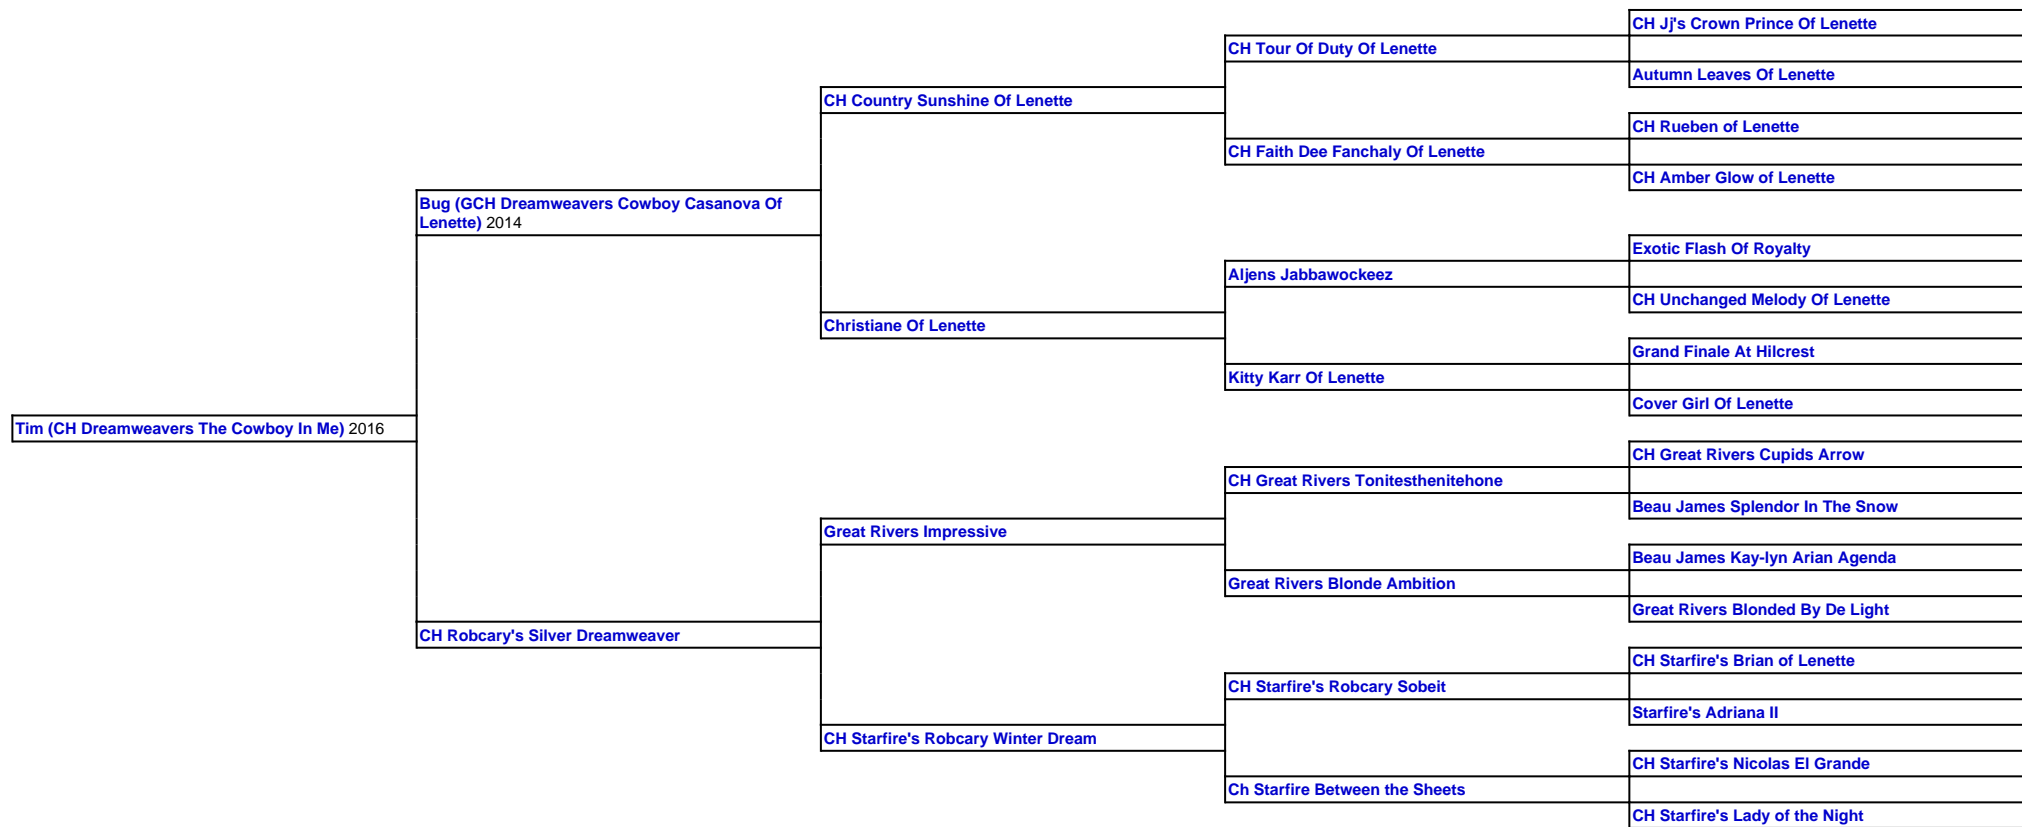 CH Jj's Crown Prince Of Lenette
CH Tour Of Duty Of Lenette
Autumn Leaves Of Lenette
CH Country Sunshine Of Lenette
CH Rueben of Lenette
CH Faith Dee Fanchaly Of Lenette
CH Amber Glow of Lenette
Bug (GCH Dreamweavers Cowboy Casanova Of
Lenette) 2014
Exotic Flash Of Royalty
Aljens Jabbawockeez
CH Unchanged Melody Of Lenette
Christiane Of Lenette
Grand Finale At Hilcrest
Kitty Karr Of Lenette
Cover Girl Of Lenette
Tim (CH Dreamweavers The Cowboy In Me) 2016
CH Great Rivers Cupids Arrow
CH Great Rivers Tonitesthenitehone
Beau James Splendor In The Snow
Great Rivers Impressive
Beau James Kay-lyn Arian Agenda
Great Rivers Blonde Ambition
Great Rivers Blonded By De Light
CH Robcary's Silver Dreamweaver
CH Starfire's Brian of Lenette
CH Starfire's Robcary Sobeit
Starfire's Adriana II
CH Starfire's Robcary Winter Dream
CH Starfire's Nicolas El Grande
Ch Starfire Between the Sheets
CH Starfire's Lady of the Night